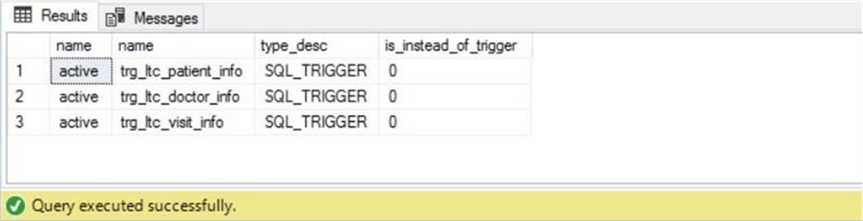 Results Messages
name name type_desc is_instead_of_trigger
1 active trg_ltc_patient_info SQL_TRIGGER 0
2 active trg_ltc_doctor_info SQL_TRIGGER 0
3 active trg_ltc_visit_info SQL_TRIGGER 0
Query executed successfully.